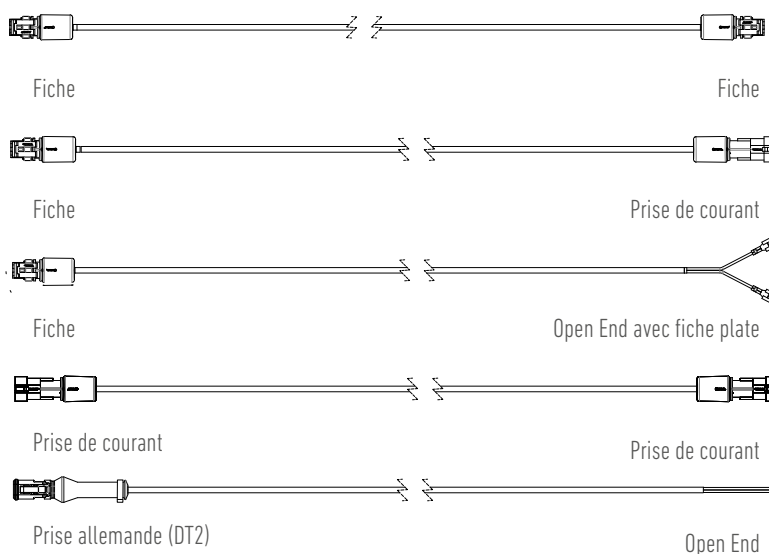 Fiche
Fiche
Fiche
Prise de courant
Fiche
Open End avec fiche plate
Prise de courant
Prise de courant
Prise allemande (DT2)
Open End